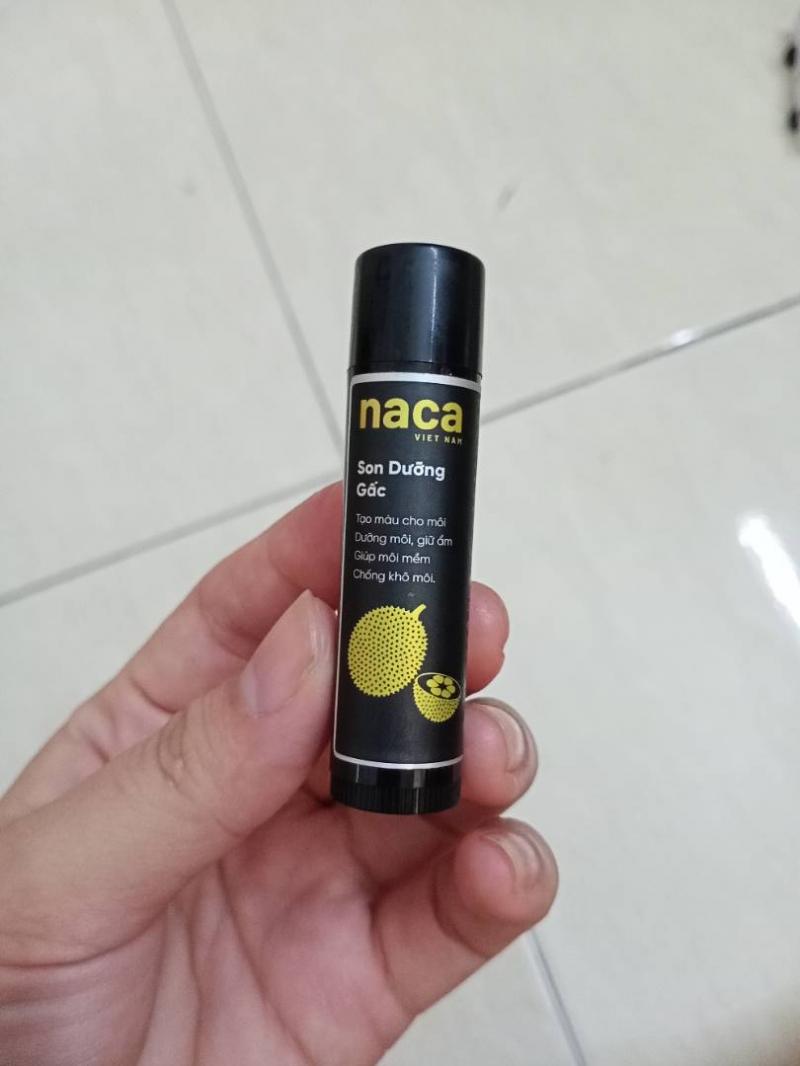 naca
VIET NAM
Son Dưỡng
Gấc
Tạo màu cho môi
Dưỡng môi, giữ ẩm
Giúp môi mềm
Chống khô môi.